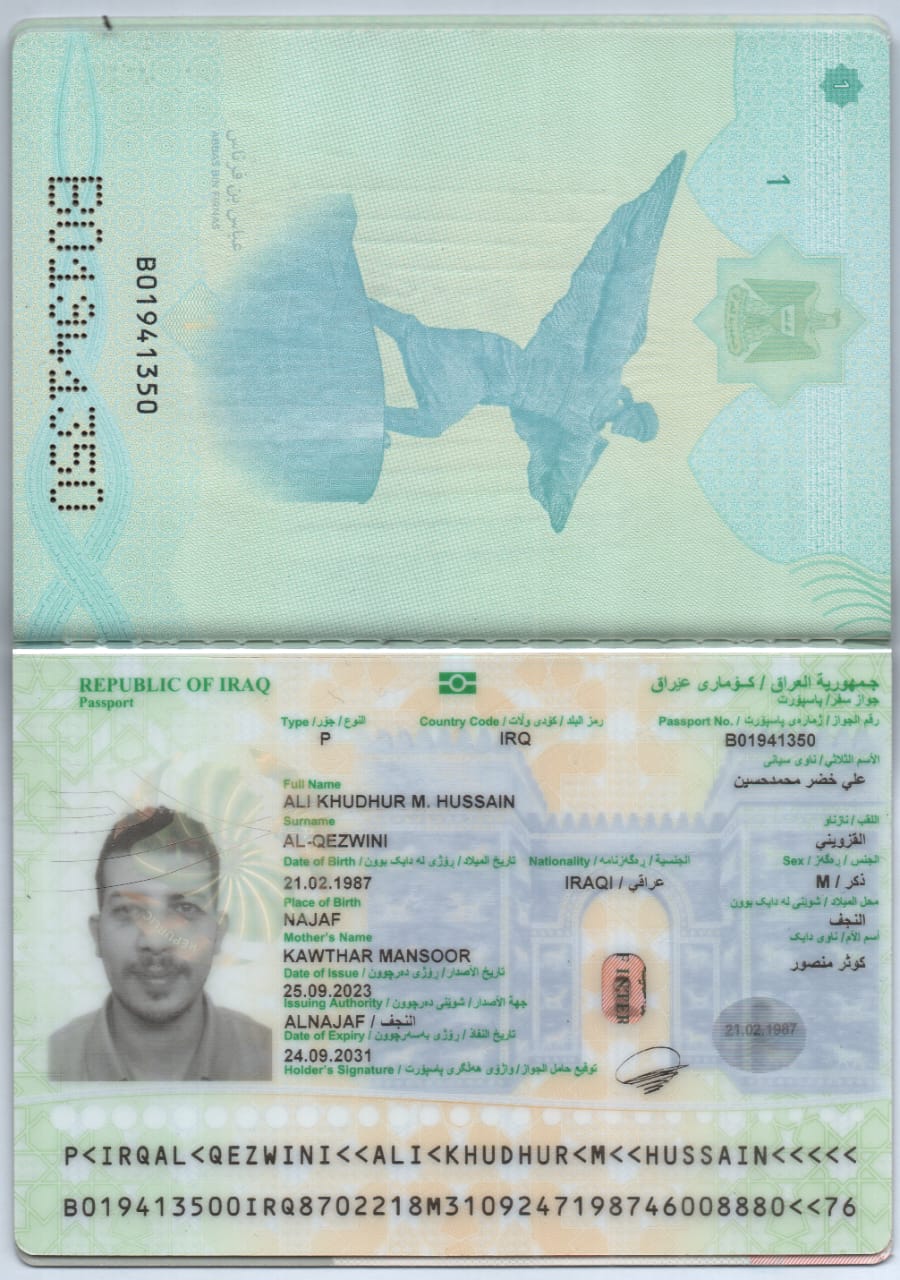 1
1
عباس بن فرناس
ABBAS BIN FIRNAS
B01941350
B01941350
REPUBLIC OF IRAQ
جمهورية العراق / كۆماری عێراق
Passport
جواز سفر/ پاسپۆرت
Type / النوع / جۆر
Country Code / رمز البلد / كۆدی وڵات
Passport No. / رقم الجواز / ژمارەی پاسپۆرت
P
IRQ
B01941350
الأسم الثلاثي/ ناوی سیانی
Full Name
علي خضر محمدحسين
ALI KHUDHUR M. HUSSAIN
Surname
اللقب / نازناو
AL-QEZWINI
القزويني
Date of Birth / تاريخ الميلاد / رۆژی لە دایک بوون
Nationality / الجنسية / ڕەگەزنامە
Sex / الجنس / ڕەگەز
21.02.1987
IRAQI / عراقي
M / ذكر
Place of Birth
محل الميلاد / شوێنی لە دایک بوون
NAJAF
النجف
Mother's Name
أسم الأم/ ناوی دایک
KAWTHAR MANSOOR
كوثر منصور
Date of Issue / تاريخ الأصدار/ رۆژی دەرچوون
25.09.2023
Issuing Authority / جهة الأصدار/ شوێنی دەرچوون
ALNAJAF / النجف
Date of Expiry / تاريخ النفاذ / رۆژی بەسەرچوون
21.02.1987
24.09.2031
Holder's Signature / توقيع حامل الجواز/ واژۆی هەڵگری پاسپۆرت
P<IRQAL<QEZWINI<<ALI<KHUDHUR<M<<HUSSAIN<<<<<
B019413500IRQ8702218M3109247198746008880<<76